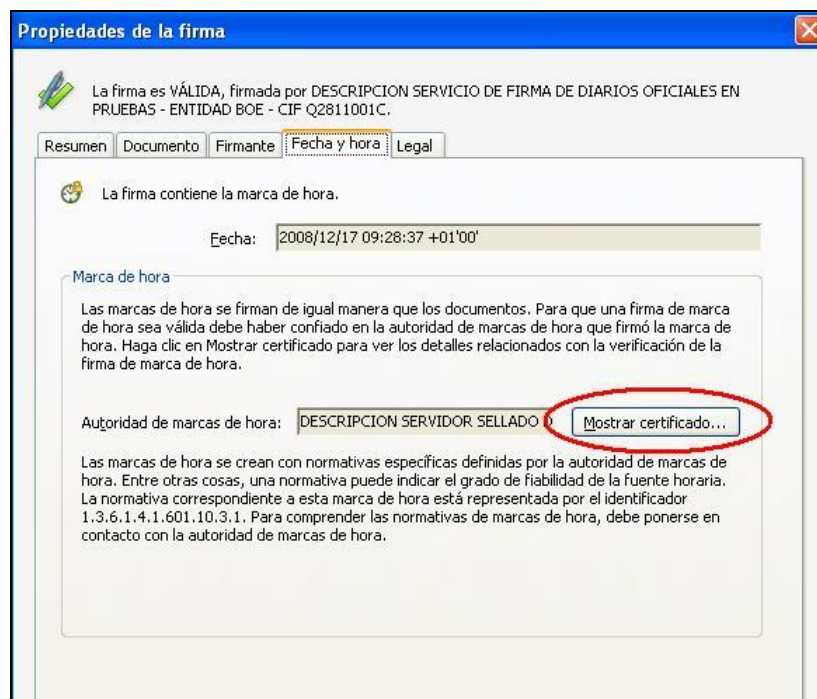 Propiedades de la firma
La firma es VÁLIDA, firmada por DESCRIPCION SERVICIO DE FIRMA DE DIARIOS OFICIALES EN
PRUEBAS - ENTIDAD BOE - CIF Q2811001C.
Resumen Documento Firmante Fecha y hora Legal
La firma contiene la marca de hora.
Fecha: 2008/12/17 09:28:37 +01'00'
Marca de hora
Las marcas de hora se firman de igual manera que los documentos. Para que una firma de marca
de hora sea válida debe haber confiado en la autoridad de marcas de hora que firmó la marca de
hora. Haga clic en Mostrar certificado para ver los detalles relacionados con la verificación de la
firma de marca de hora.
Autoridad de marcas de hora: DESCRIPCION SERVIDOR SELLADO D Mostrar certificado...
Las marcas de hora se crean con normativas específicas definidas por la autoridad de marcas de
hora. Entre otras cosas, una normativa puede indicar el grado de fiabilidad de la fuente horaria.
La normativa correspondiente a esta marca de hora está representada por el identificador
1.3.6.1.4.1.601.10.3.1. Para comprender las normativas de marcas de hora, debe ponerse en
contacto con la autoridad de marcas de hora.